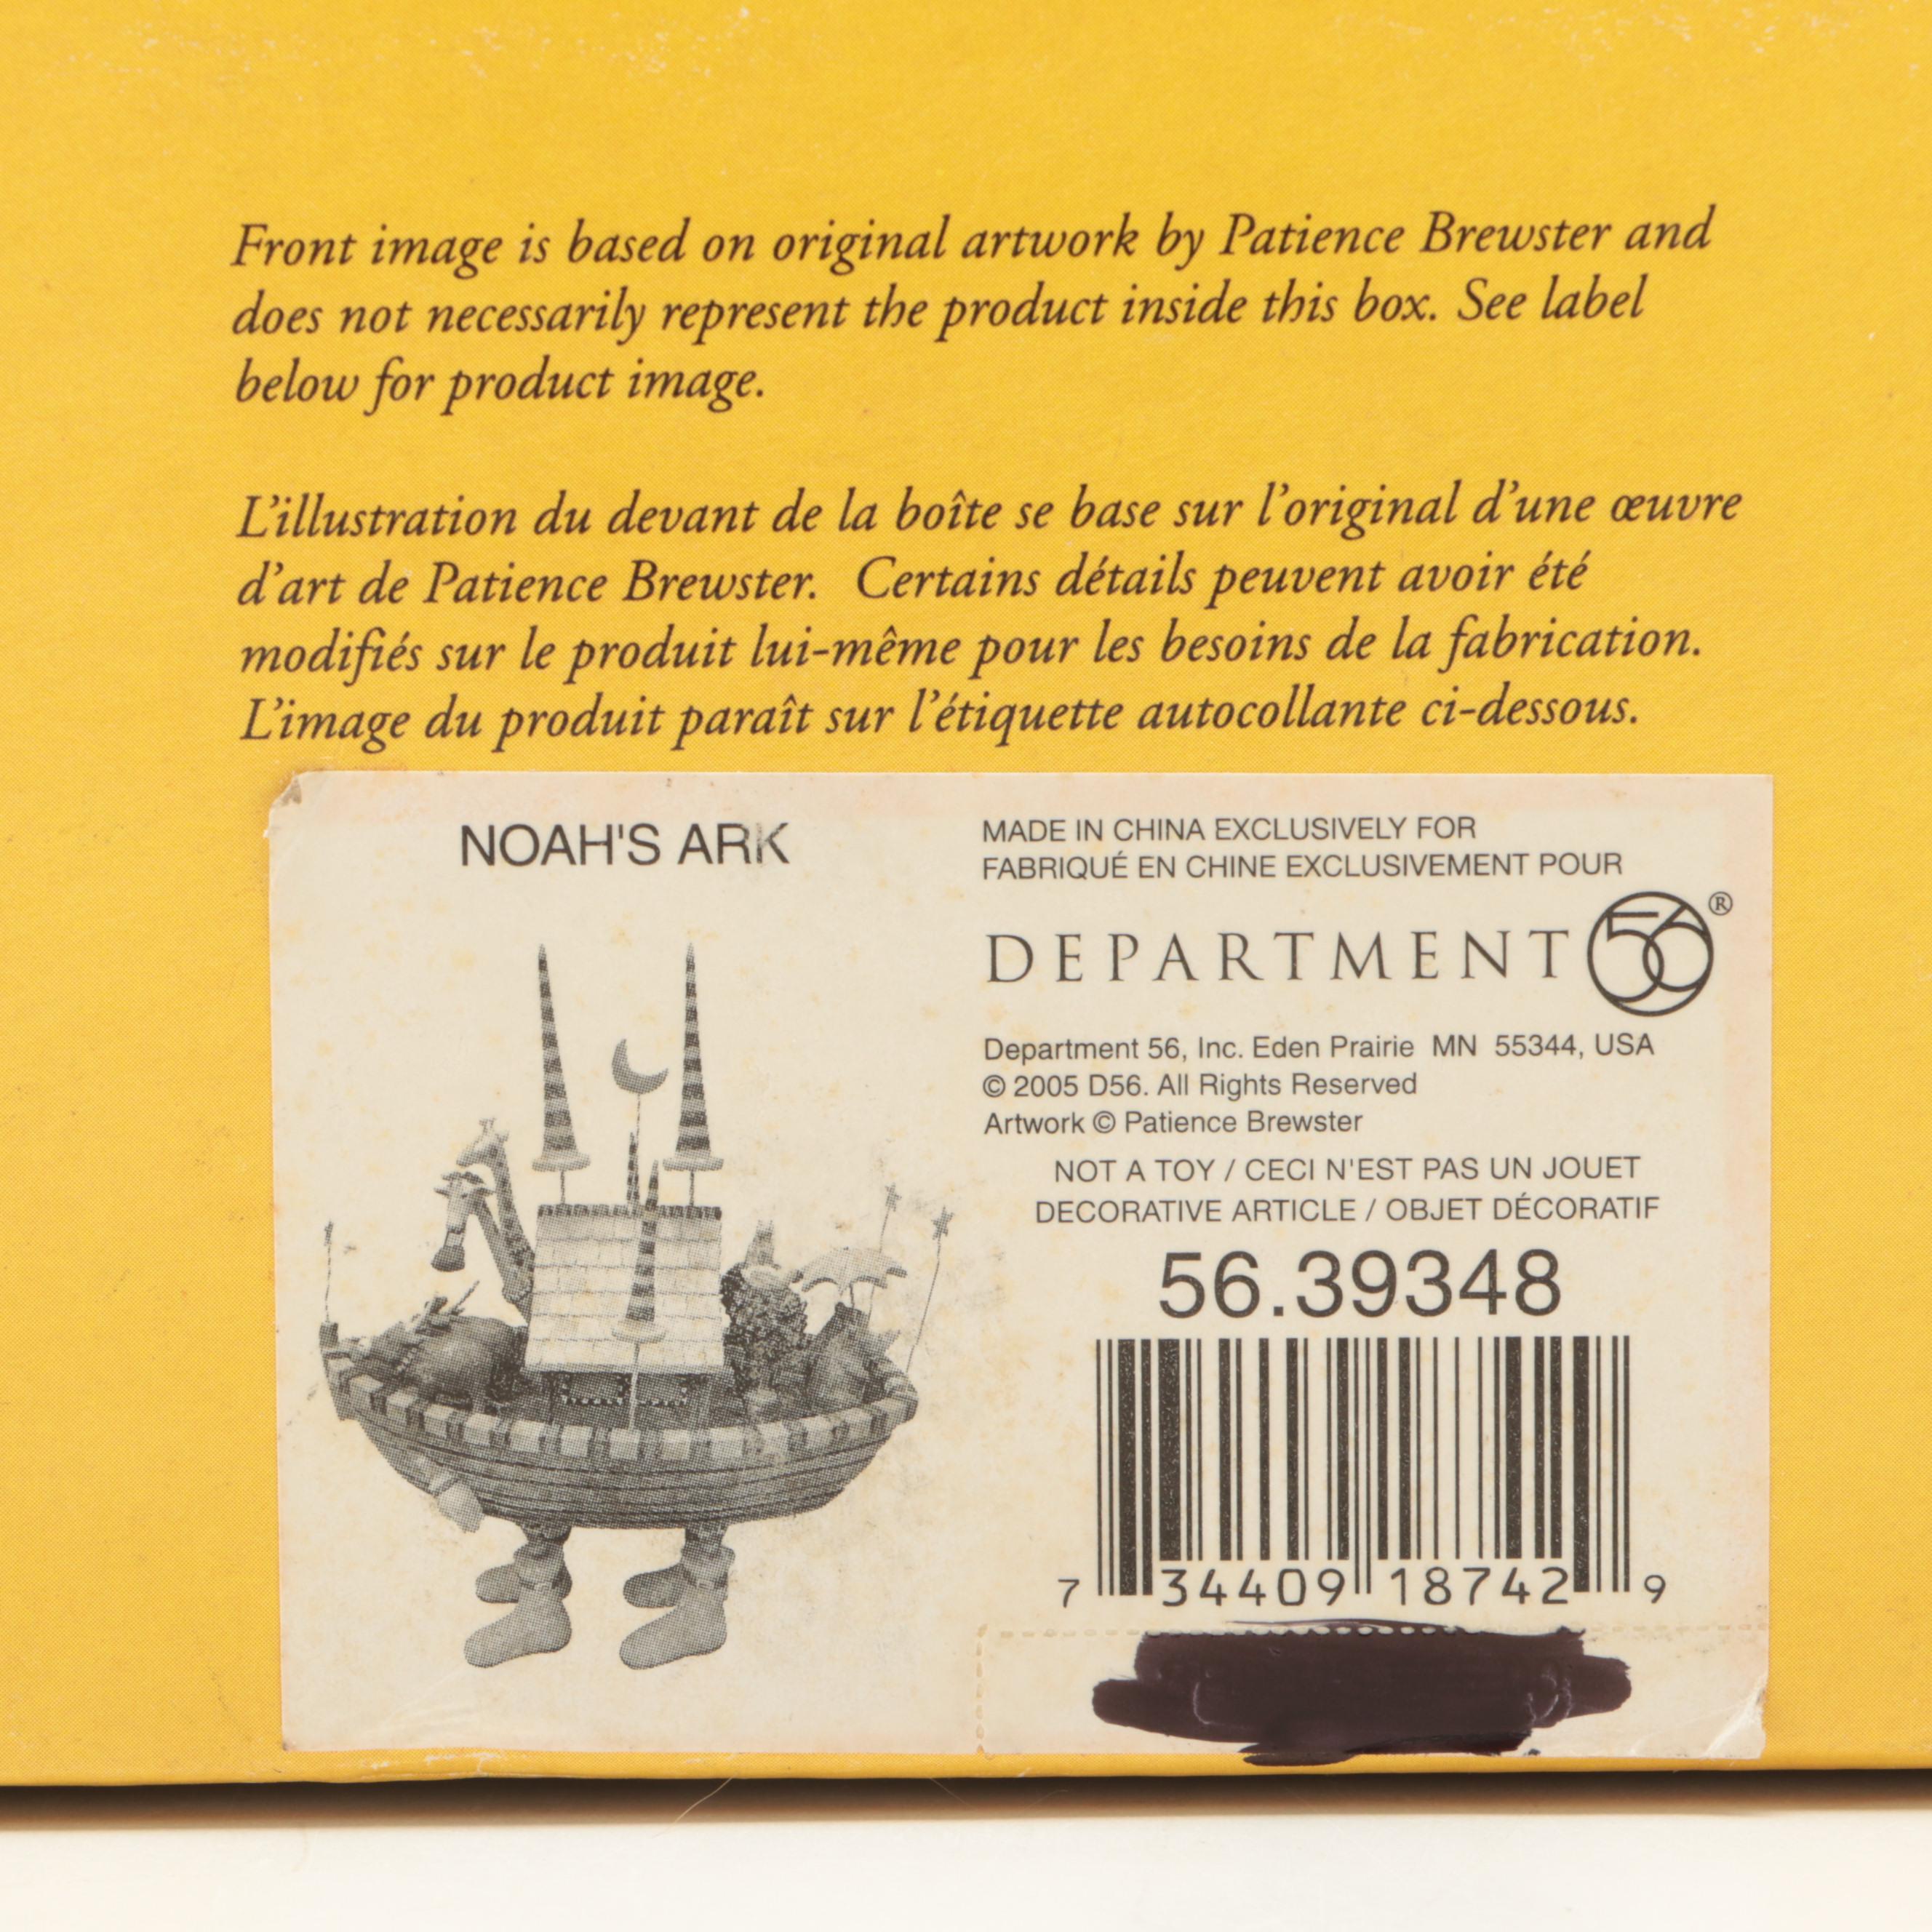 Front image is based on original artwork by Patience Brewster and
does not necessarily represent the product inside this box. See label
below for product image.
L'illustration du devant de la boîte se base sur l'original d'une œuvre
d'art de Patience Brewster. Certains détails peuvent avoir été
modifiés sur le produit lui-même pour les besoins de la fabrication.
L'image du produit paraît sur l'étiquette autocollante ci-dessous.
NOAH'S ARK
MADE IN CHINA EXCLUSIVELY FOR
FABRIQUÉ EN CHINE EXCLUSIVEMENT POUR
DEPARTMENT 56®
Department 56, Inc. Eden Prairie MN 55344, USA
© 2005 D56. All Rights Reserved
Artwork © Patience Brewster
NOT A TOY / CECI N'EST PAS UN JOUET
DECORATIVE ARTICLE / OBJET DÉCORATIF
56.39348
7 34409 18742 9